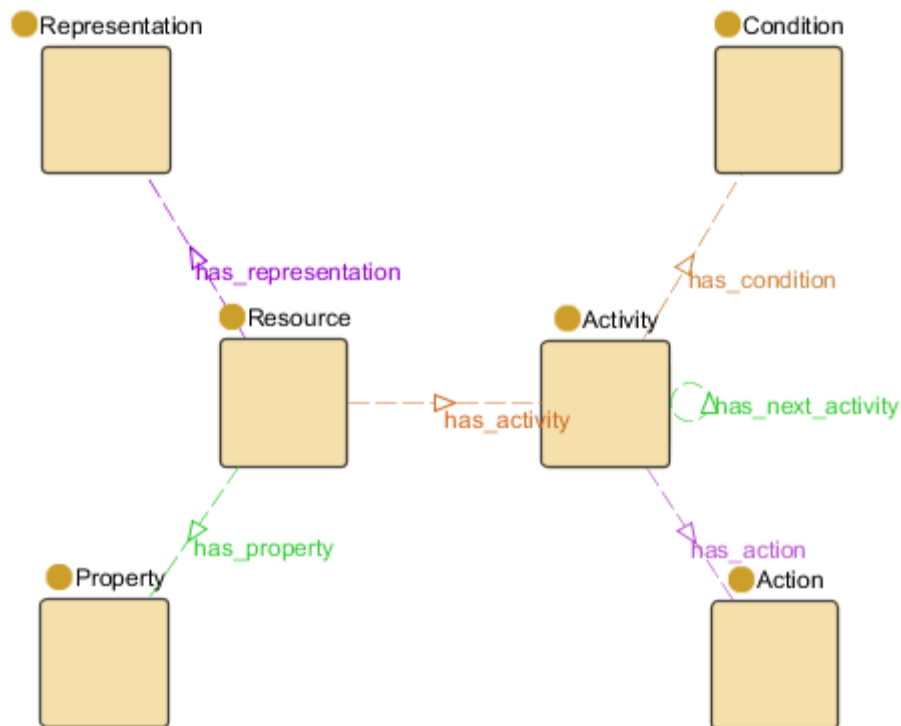 Representation
Condition
has_representation
has_condition
Resource
Activity
has_next_activity
has_activity
has_property
has_action
Property
Action